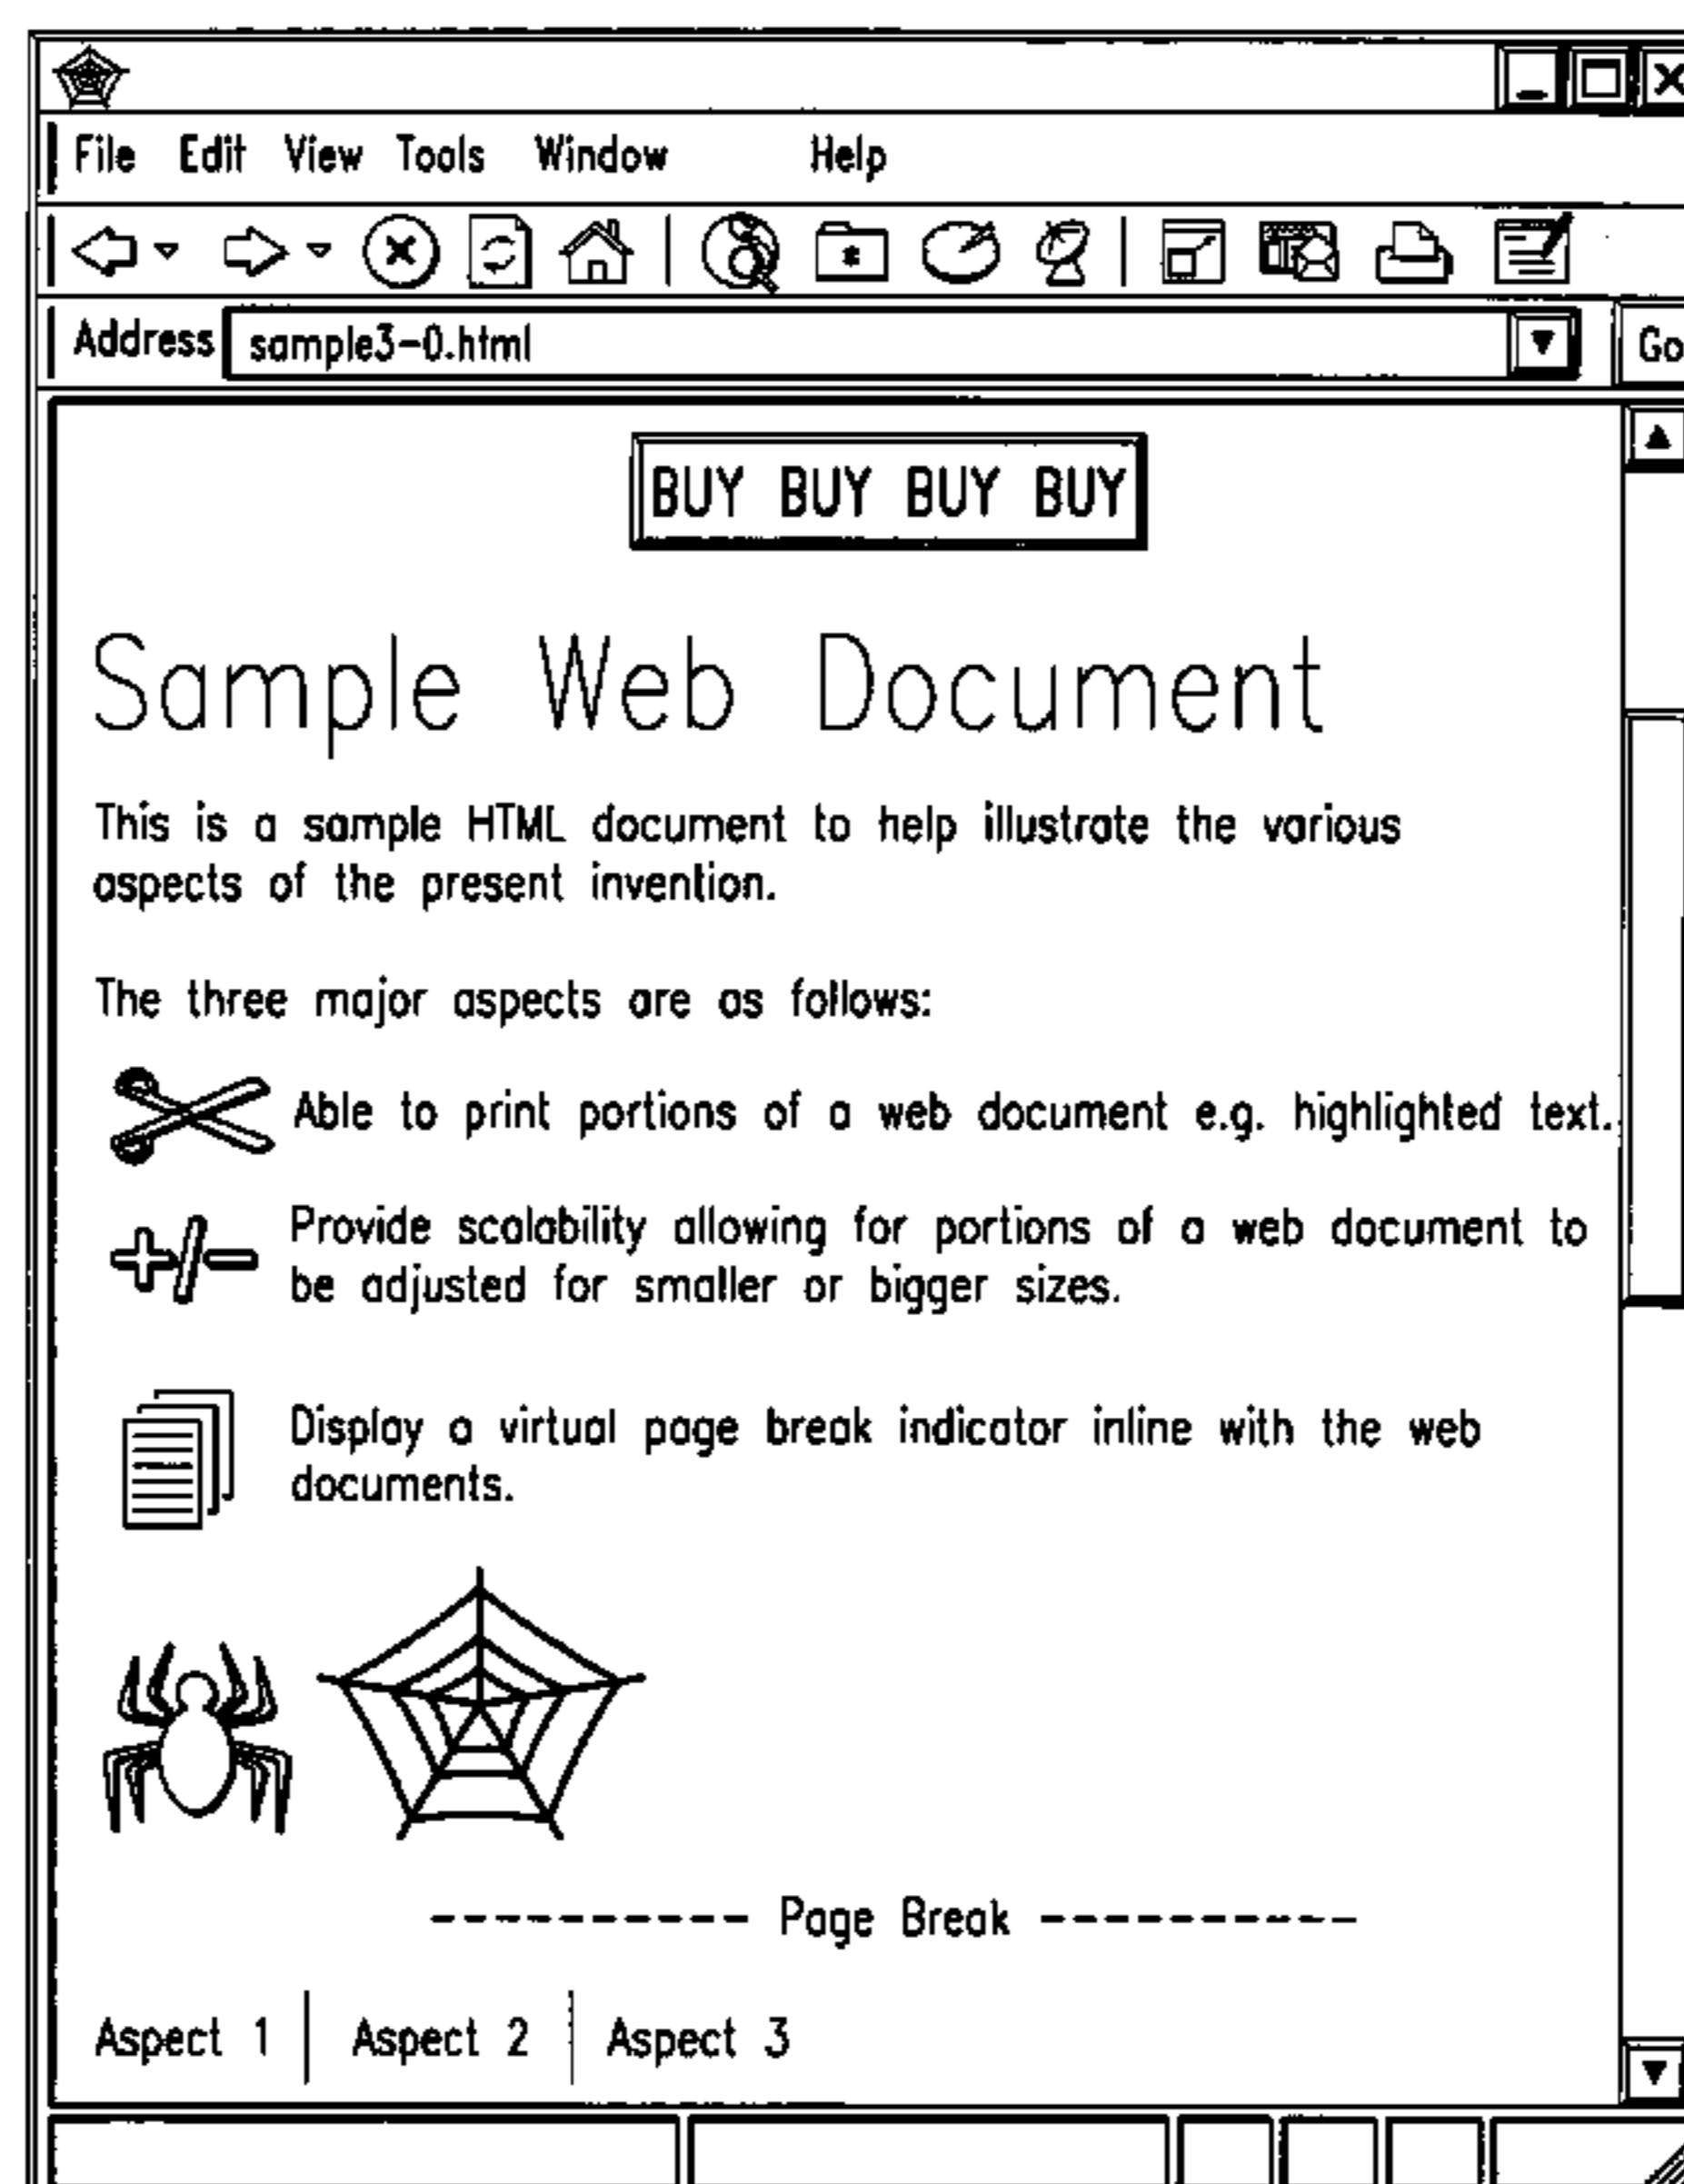 File Edit View Tools Window Help
Address sample3-0.html Go
BUY BUY BUY BUY
Sample Web Document
This is a sample HTML document to help illustrate the various
aspects of the present invention.
The three major aspects are as follows:
Able to print portions of a web document e.g. highlighted text.
Provide scalability allowing for portions of a web document to
be adjusted for smaller or bigger sizes.
Display a virtual page break indicator inline with the web
documents.
----------- Page Break -----------
Aspect 1 | Aspect 2 | Aspect 3